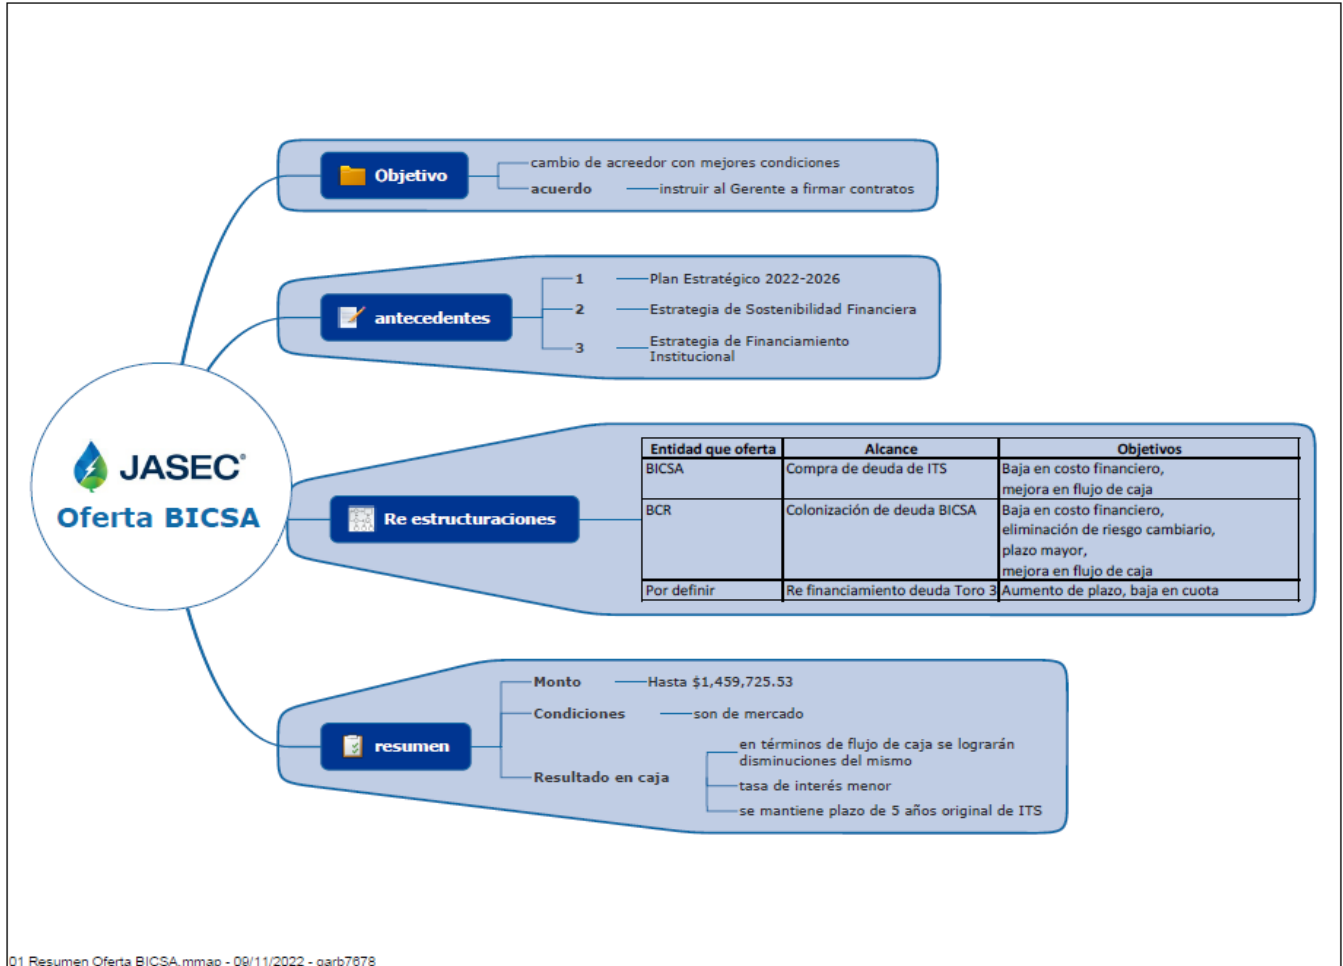 Objetivo
cambio de acreedor con mejores condiciones
acuerdo instruir al Gerente a firmar contratos
antecedentes
1 Plan Estratégico 2022-2026
2 Estrategia de Sostenibilidad Financiera
3 Estrategia de Financiamiento
Institucional
JASEC
Oferta BICSA
Re estructuraciones
Entidad que oferta Alcance Objetivos
BICSA Compra de deuda de ITS Baja en costo financiero,
mejora en flujo de caja
BCR Colonización de deuda BICSA Baja en costo financiero,
eliminación de riesgo cambiario,
plazo mayor,
mejora en flujo de caja
Por definir Re financiamiento deuda Toro 3 Aumento de plazo, baja en cuota
resumen
Monto Hasta $1,459,725.53
Condiciones son de mercado
Resultado en caja
en términos de flujo de caja se lograrán
disminuciones del mismo
tasa de interés menor
se mantiene plazo de 5 años original de ITS
01 Resumen Oferta BICSA.mmap - 09/11/2022 - garb7678